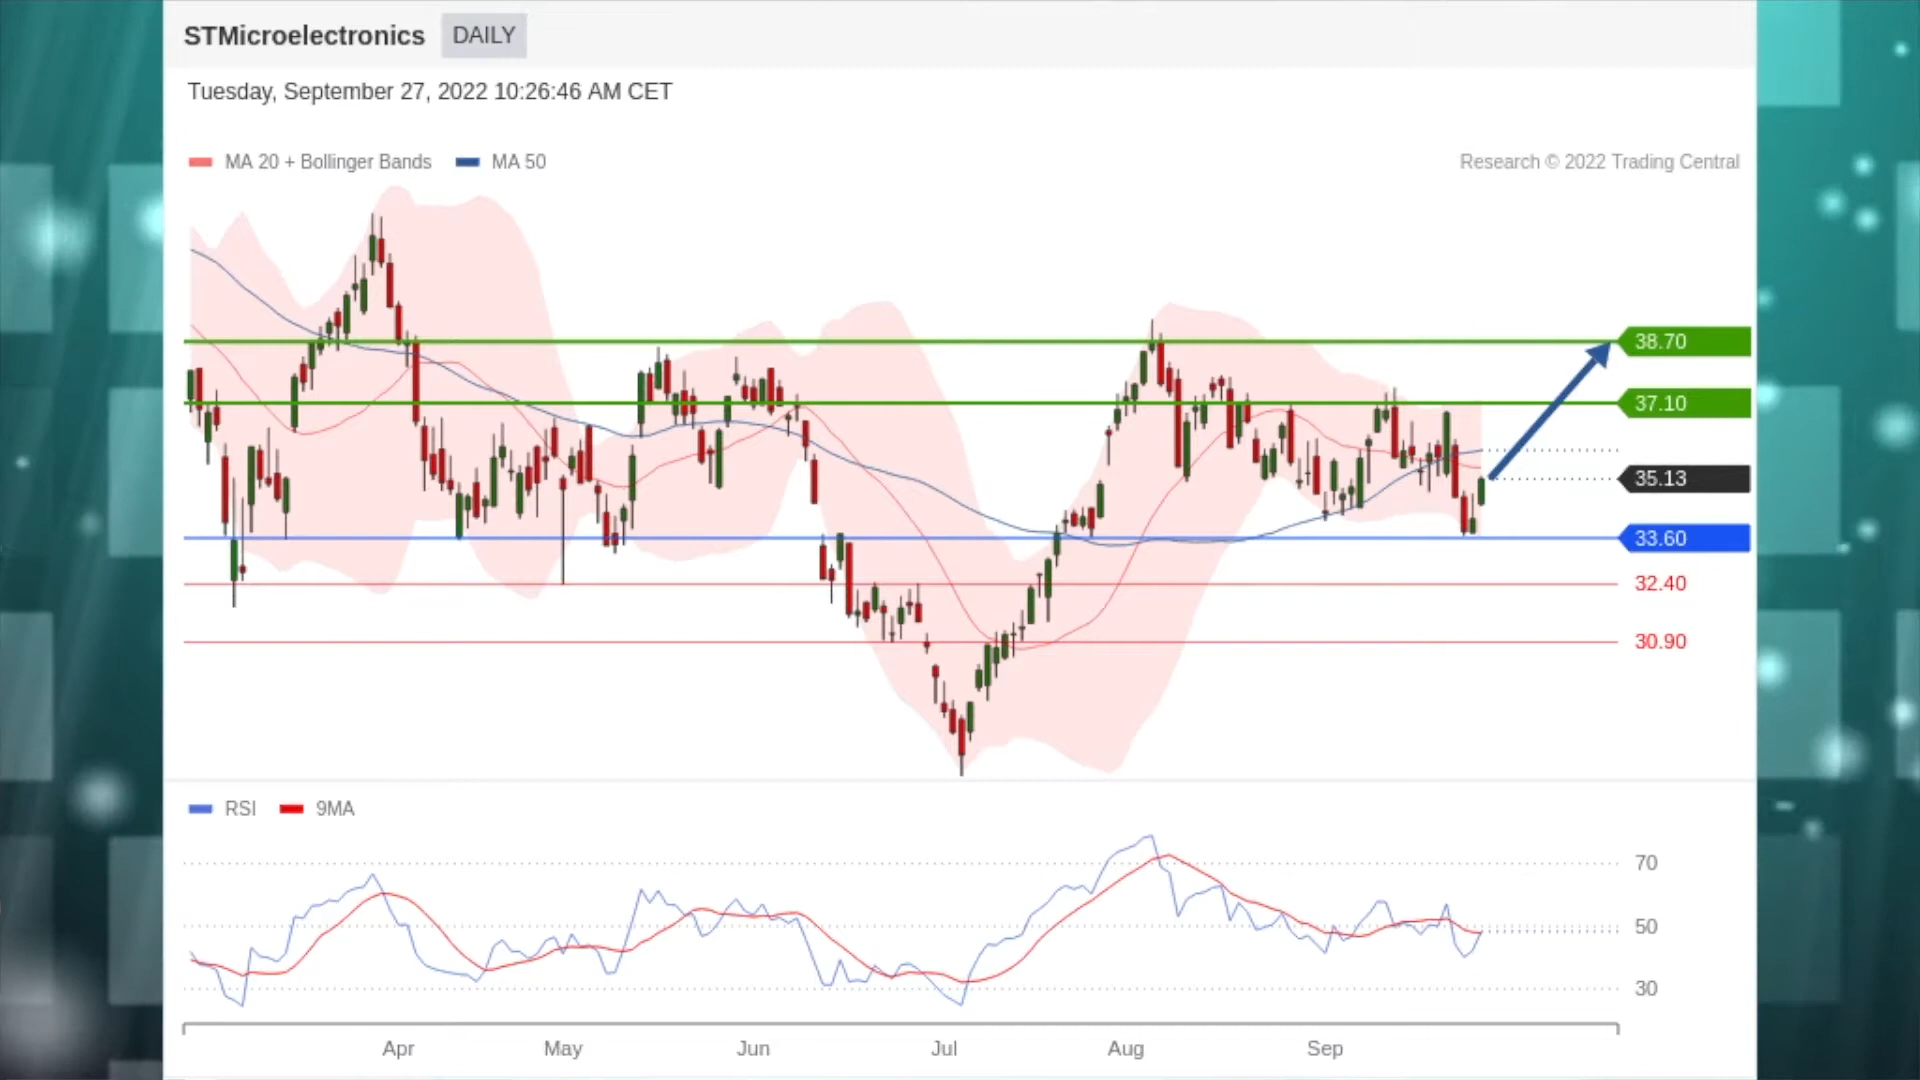 STMicroelectronics DAILY
Tuesday, September 27, 2022 10:26:46 AM CET
MA 20 + Bollinger Bands MA 50 Research © 2022 Trading Central
38.70
37.10
35.13
33.60
32.40
30.90
RSI 9MA
70
50
30
Apr May Jun Jul Aug Sep